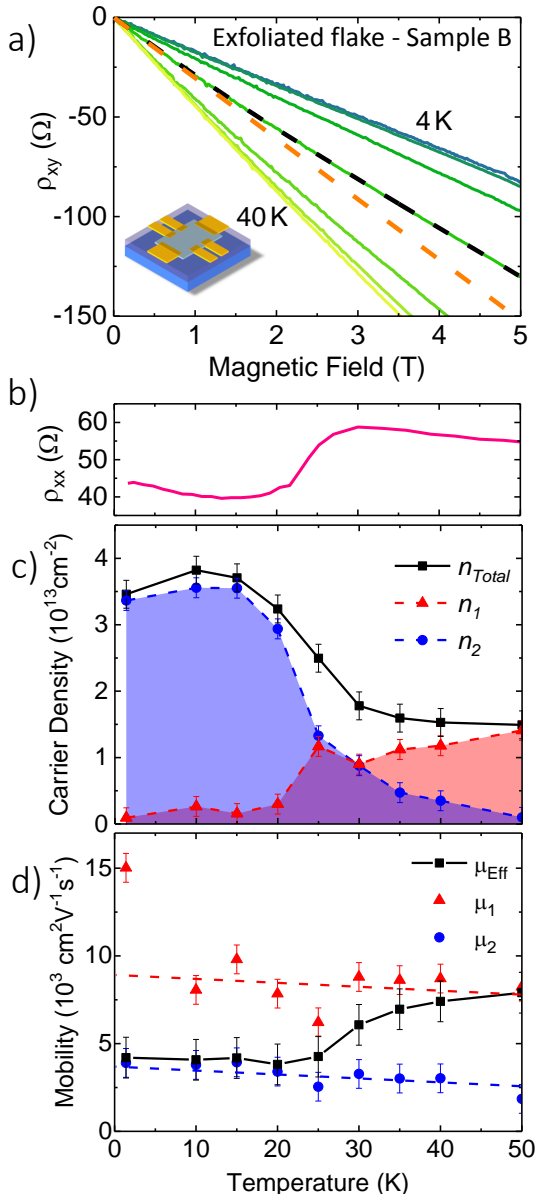 a)
Exfoliated flake - Sample B
4 K
40 K
0
-50
-100
-150
ρxy (Ω)
0 1 2 3 4 5
Magnetic Field (T)
b)
60
50
40
ρxx (Ω)
c)
4
3
2
1
0
Carrier Density (10¹³cm⁻²)
nTotal
n1
n2
d)
15
10
5
0
Mobility (10³ cm²V⁻¹s⁻¹)
μEff
μ1
μ2
0 10 20 30 40 50
Temperature (K)